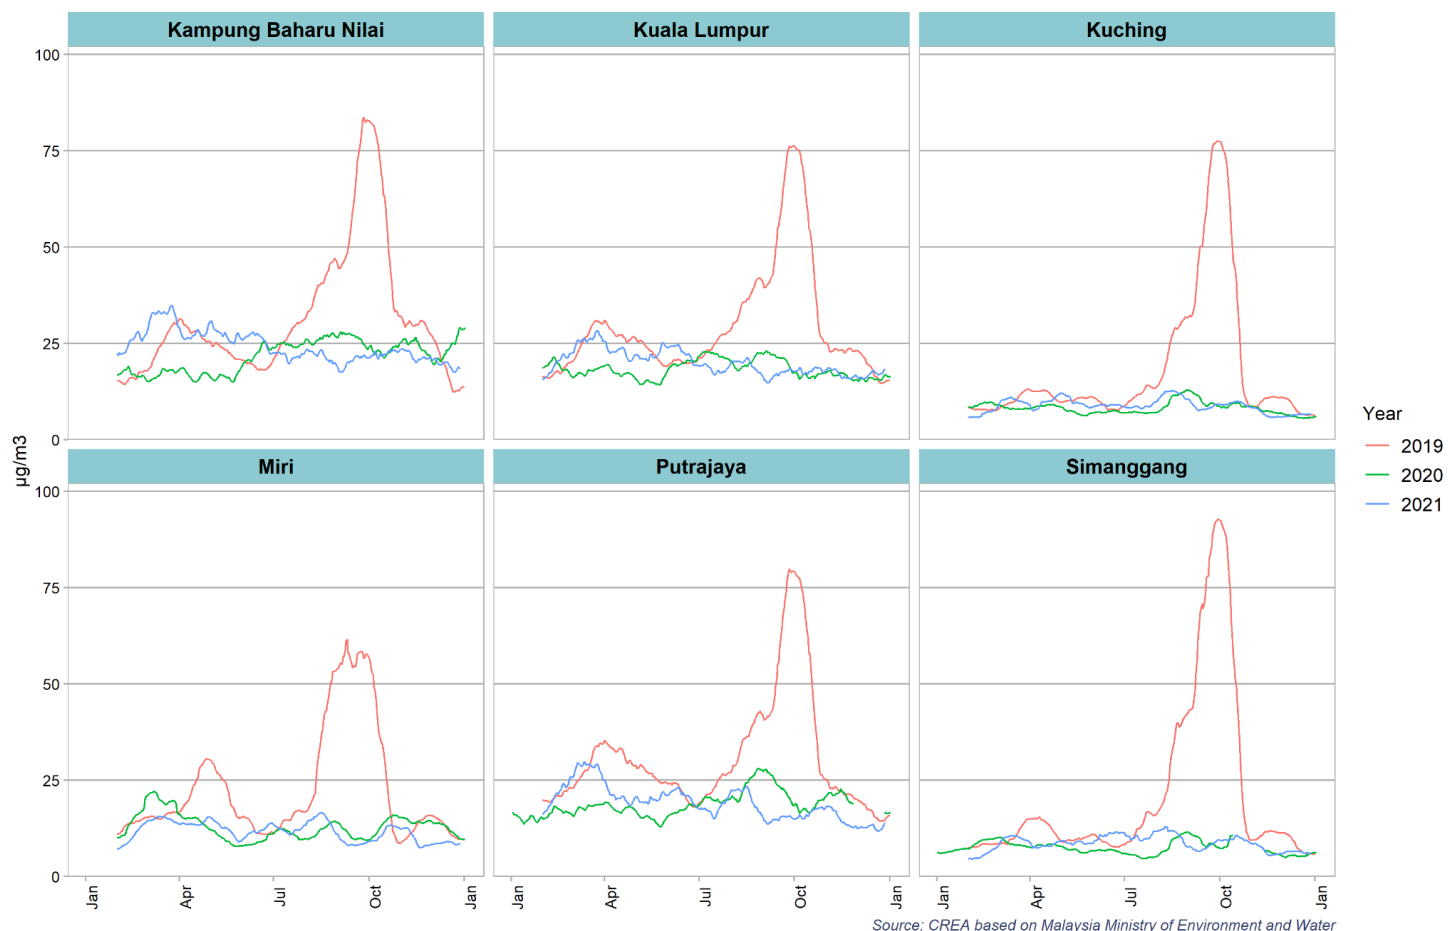 Kampung Baharu Nilai
Kuala Lumpur
Kuching
100
75
50
25
0
µg/m3
Miri
Putrajaya
Simanggang
100
75
50
25
0
Jan
Apr
Jul
Oct
Jan
Jan
Apr
Jul
Oct
Jan
Jan
Apr
Jul
Oct
Jan
Year
2019
2020
2021
Source: CREA based on Malaysia Ministry of Environment and Water